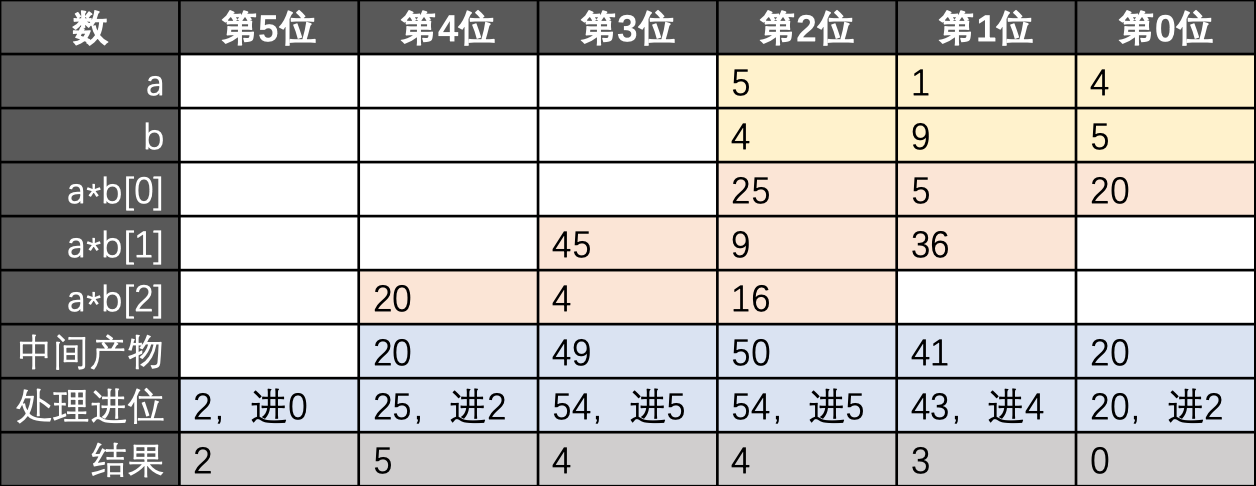 数 第5位 第4位 第3位 第2位 第1位 第0位
a 5 1 4
b 4 9 5
a*b[0] 25 5 20
a*b[1] 45 9 36
a*b[2] 20 4 16
中间产物 20 49 50 41 20
处理进位 2，进0 25，进2 54，进5 54，进5 43，进4 20，进2
结果 2 5 4 4 3 0